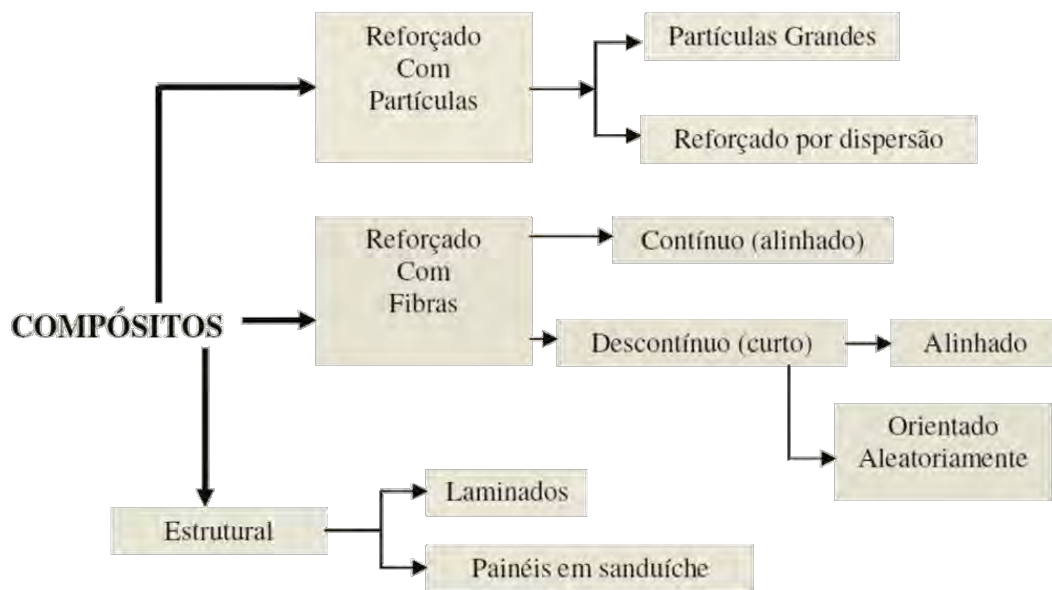 Reforçado
Com
Partículas
Partículas Grandes
Reforçado por dispersão
Reforçado
Com
Fibras
Contínuo (alinhado)
COMPÓSITOS
Descontínuo (curto)
Alinhado
Orientado
Aleatoriamente
Estrutural
Laminados
Painéis em sanduíche